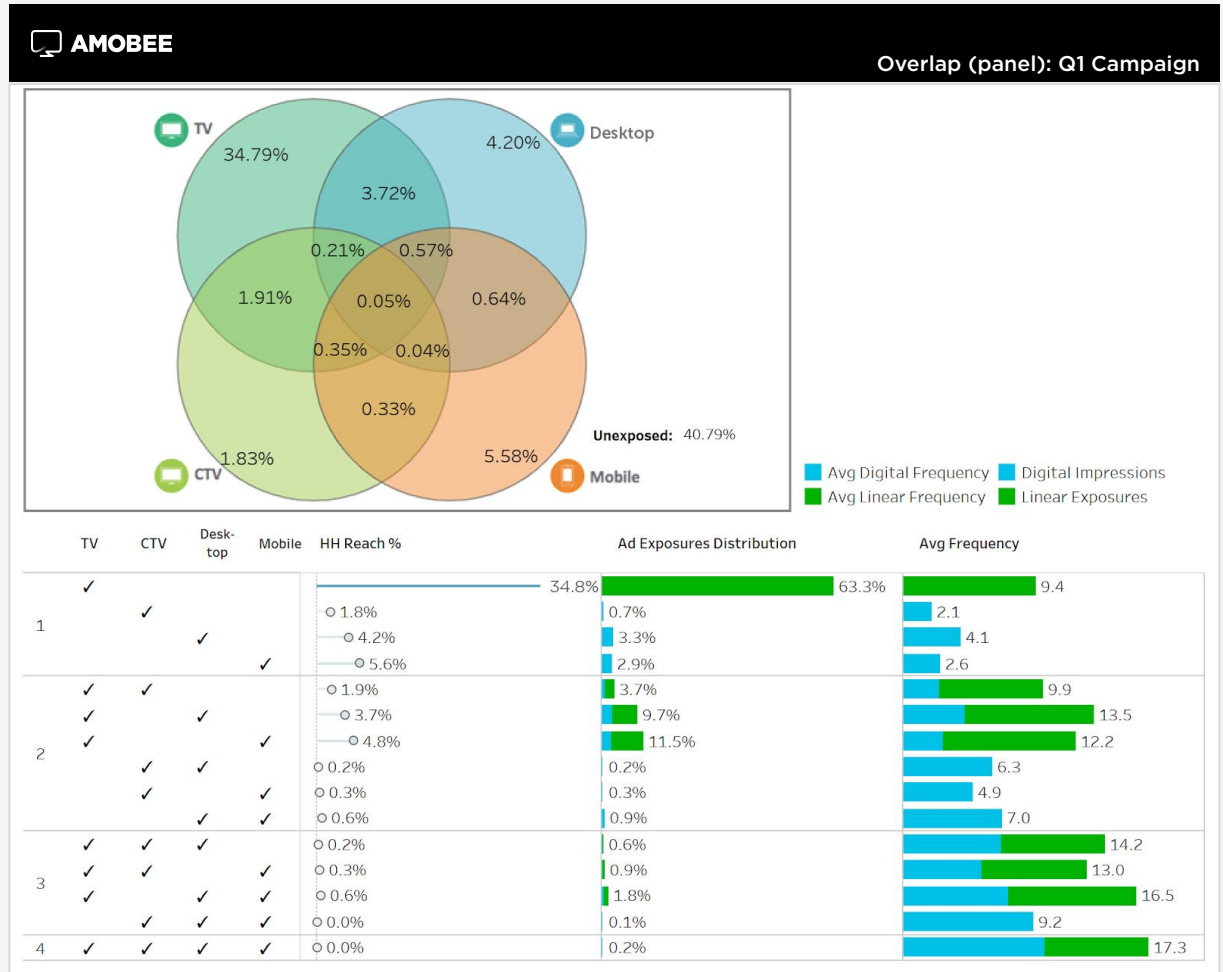 AMOBEE
Overlap (panel): Q1 Campaign
TV
Desktop
34.79%
4.20%
3.72%
0.21%
0.57%
1.91%
0.05%
0.64%
0.35%
0.04%
0.33%
Unexposed: 40.79%
1.83%
5.58%
CTV
Mobile
Avg Digital Frequency
Digital Impressions
Avg Linear Frequency
Linear Exposures
TV CTV Desk-
top Mobile HH Reach % Ad Exposures Distribution Avg Frequency
1
✓ 34.8% 63.3% 9.4
✓ 1.8% 0.7% 2.1
✓ 4.2% 3.3% 4.1
✓ 5.6% 2.9% 2.6
2
✓ ✓ 1.9% 3.7% 9.9
✓ ✓ 3.7% 9.7% 13.5
✓ ✓ 4.8% 11.5% 12.2
✓ ✓ 0.2% 0.2% 6.3
✓ ✓ 0.3% 0.3% 4.9
✓ ✓ 0.6% 0.9% 7.0
3
✓ ✓ ✓ 0.2% 0.6% 14.2
✓ ✓ ✓ 0.3% 0.9% 13.0
✓ ✓ ✓ 0.6% 1.8% 16.5
✓ ✓ ✓ 0.0% 0.1% 9.2
4 ✓ ✓ ✓ ✓ 0.0% 0.2% 17.3